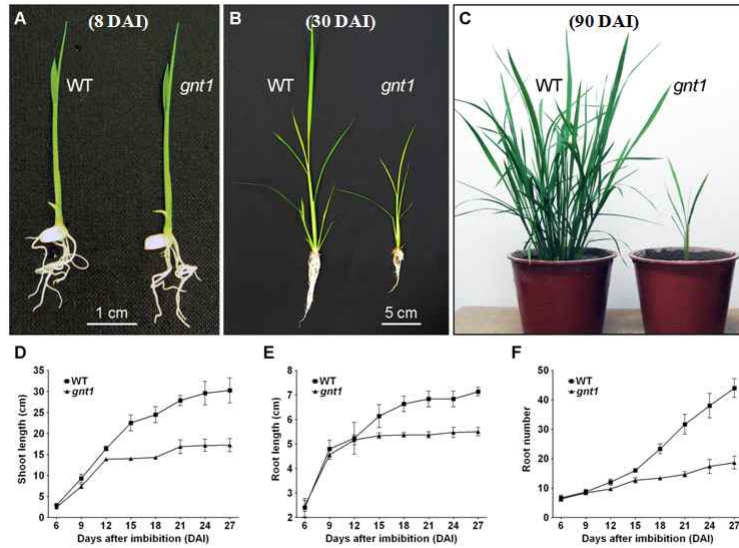 A (8 DAI)
WT
gnt1
1 cm
B (30 DAI)
WT
gnt1
5 cm
C (90 DAI)
WT
gnt1
D
WT
gnt1
Shoot length (cm)
35
30
25
20
15
10
5
0
6 9 12 15 18 21 24 27
Days after imbibition (DAI)
E
WT
gnt1
Root length (cm)
8
7
6
5
4
3
2
6 9 12 15 18 21 24 27
Days after imbibition (DAI)
F
WT
gnt1
Root number
50
40
30
20
10
0
6 9 12 15 18 21 24 27
Days after imbibition (DAI)